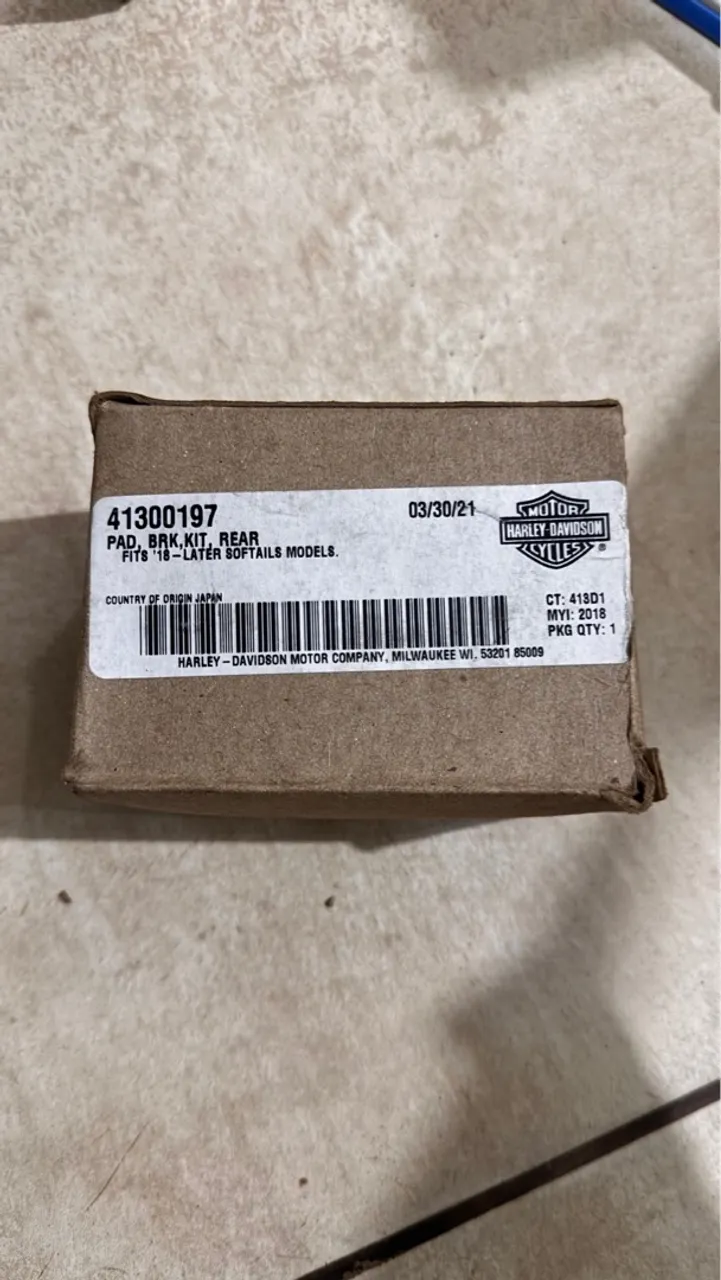 41300197
03/30/21
PAD, BRK,KIT, REAR
FITS '18-LATER SOFTAILS MODELS.
MOTOR
HARLEY-DAVIDSON
CYCLES
®
COUNTRY OF ORIGIN JAPAN
CT: 413D1
MYI: 2018
PKG QTY: 1
HARLEY-DAVIDSON MOTOR COMPANY, MILWAUKEE WI. 53201 85009